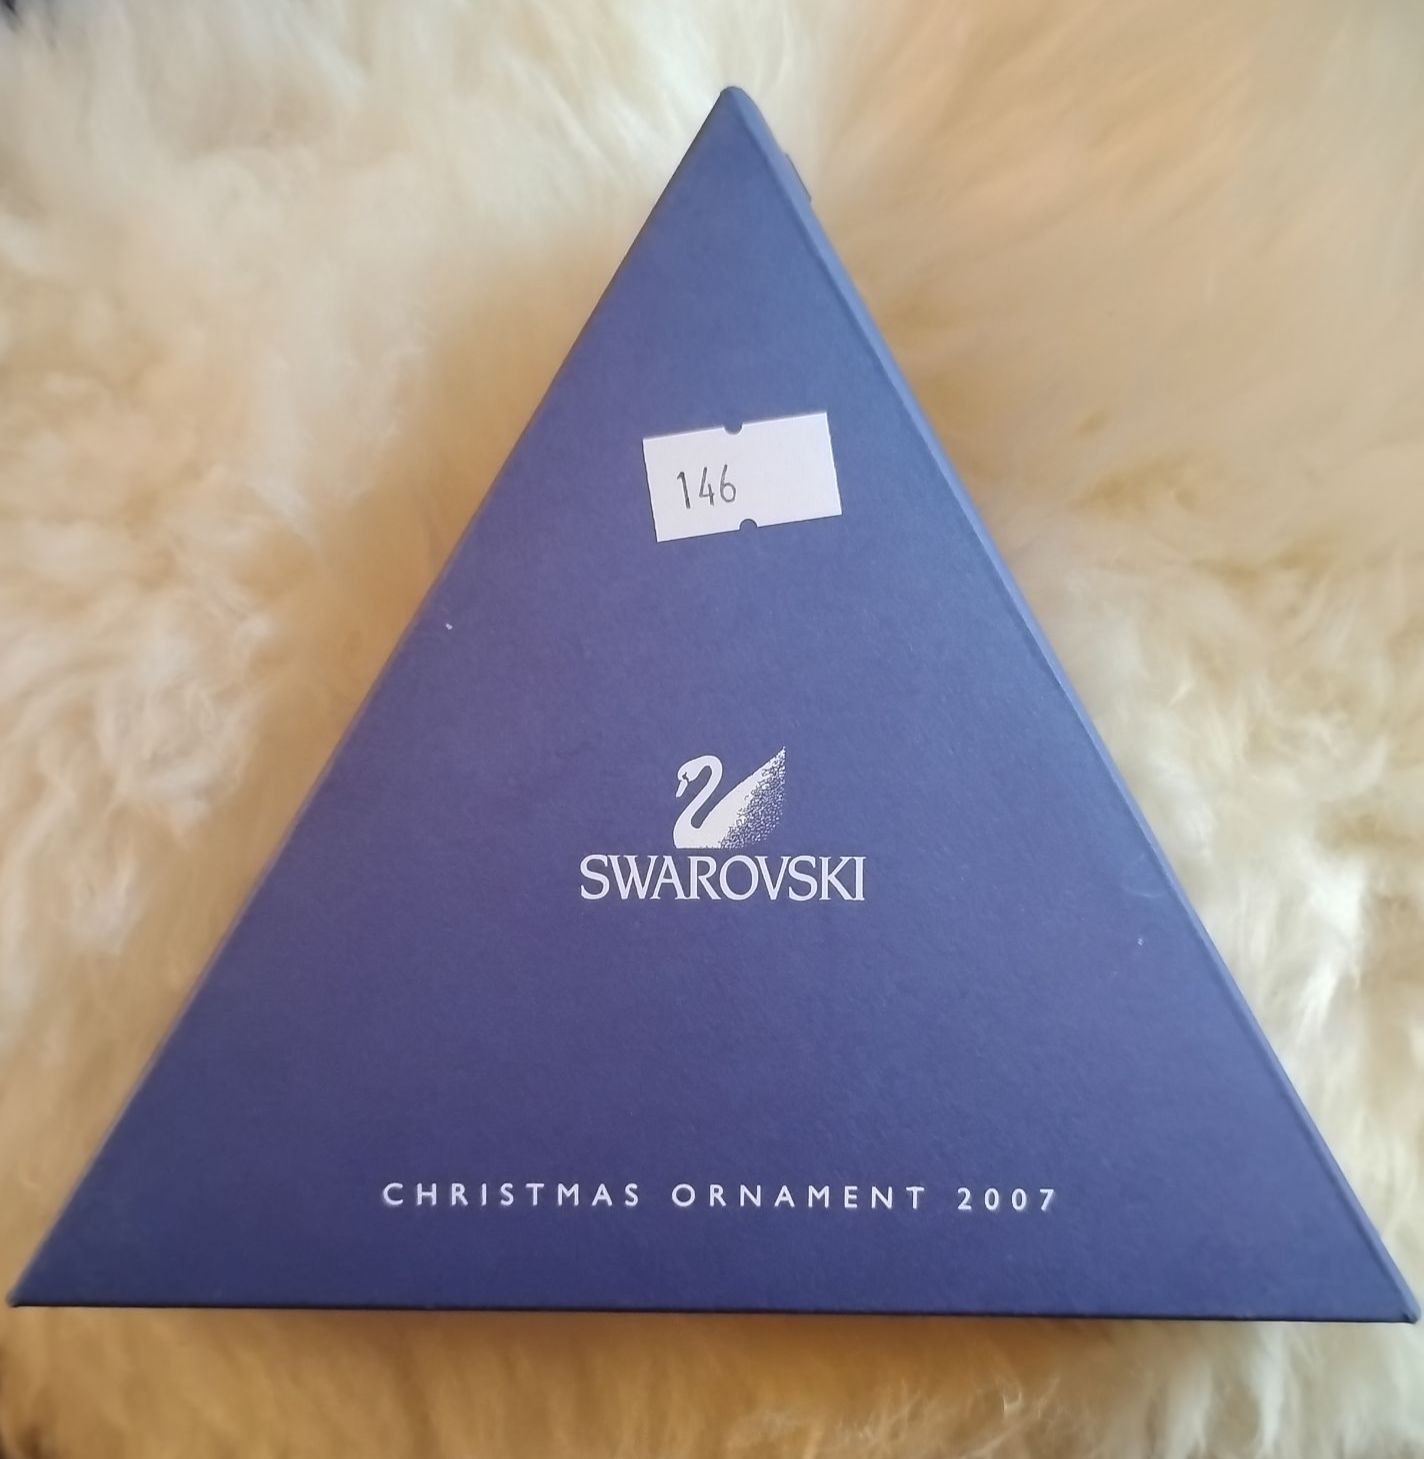 146
SWAROVSKI
CHRISTMAS ORNAMENT 2007